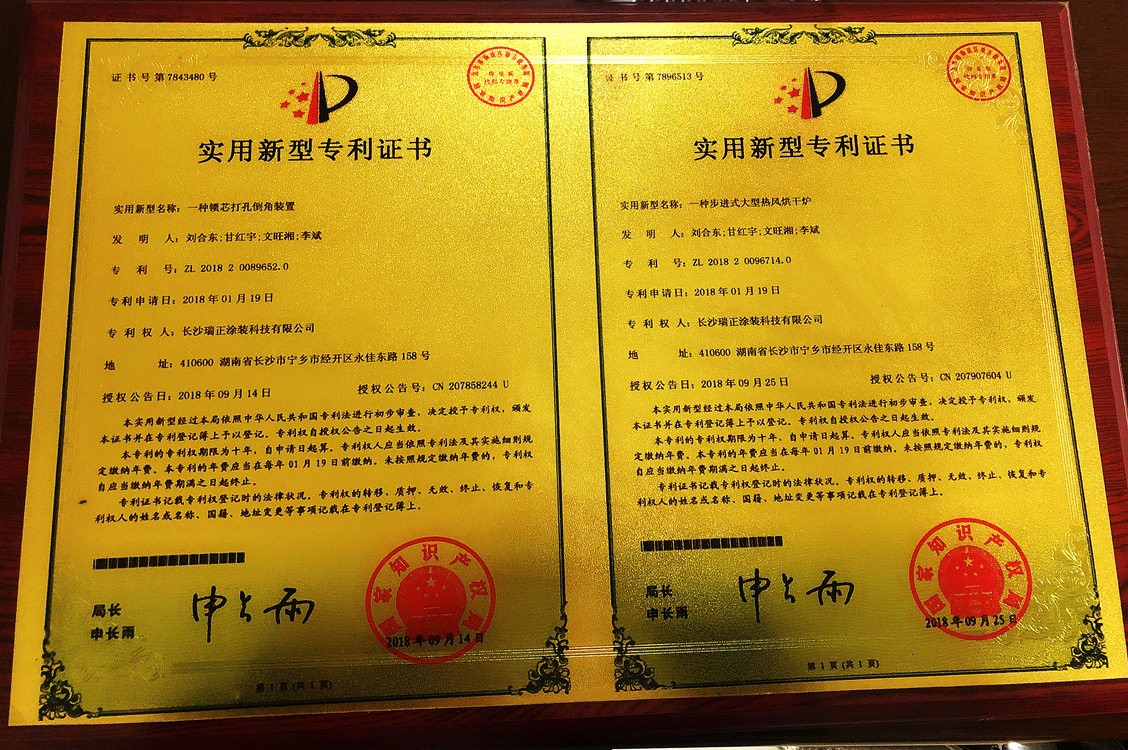 证书号第7843480号
实用新型专利证书
实用新型名称：一种锁芯打孔倒角装置
发 明 人：刘合东;甘红宇;文旺湘;李斌
专 利 号：ZL 2018 2 0089652.0
专利申请日：2018年01月19日
专 利 权 人：长沙瑞正涂装科技有限公司
地 址：410600 湖南省长沙市宁乡市经开区永佳东路158号
授权公告日：2018年09月14日 授权公告号：CN 207858244 U
本实用新型经过本局依照中华人民共和国专利法进行初步审查，决定授予专利权，颁发
本证书并在专利登记簿上予以登记。专利权自授权公告之日起生效。
本专利的专利权期限为十年，自申请日起算。专利权人应当依照专利法及其实施细则规
定缴纳年费。本专利的年费应当在每年01月19日前缴纳。未按照规定缴纳年费的，专利权
自应当缴纳年费期满之日起终止。
专利证书记载专利权登记时的法律状况。专利权的转移、质押、无效、终止、恢复和专
利权人的姓名或名称、国籍、地址变更等事项记载在专利登记簿上。
局长
申长雨
申长雨
国家知识产权局
2018年09月14日
第1页(共1页)
证书号第7896513号
实用新型专利证书
实用新型名称：一种步进式大型热风烘干炉
发 明 人：刘合东;甘红宇;文旺湘;李斌
专 利 号：ZL 2018 2 0096714.0
专利申请日：2018年01月19日
专 利 权 人：长沙瑞正涂装科技有限公司
地 址：410600 湖南省长沙市宁乡市经开区永佳东路158号
授权公告日：2018年09月25日 授权公告号：CN 207907604 U
本实用新型经过本局依照中华人民共和国专利法进行初步审查，决定授予专利权，颁发
本证书并在专利登记簿上予以登记。专利权自授权公告之日起生效。
本专利的专利权期限为十年，自申请日起算。专利权人应当依照专利法及其实施细则规
定缴纳年费。本专利的年费应当在每年01月19日前缴纳。未按照规定缴纳年费的，专利权
自应当缴纳年费期满之日起终止。
专利证书记载专利权登记时的法律状况。专利权的转移、质押、无效、终止、恢复和专
利权人的姓名或名称、国籍、地址变更等事项记载在专利登记簿上。
局长
申长雨
申长雨
国家知识产权局
2018年09月25日
第1页(共1页)